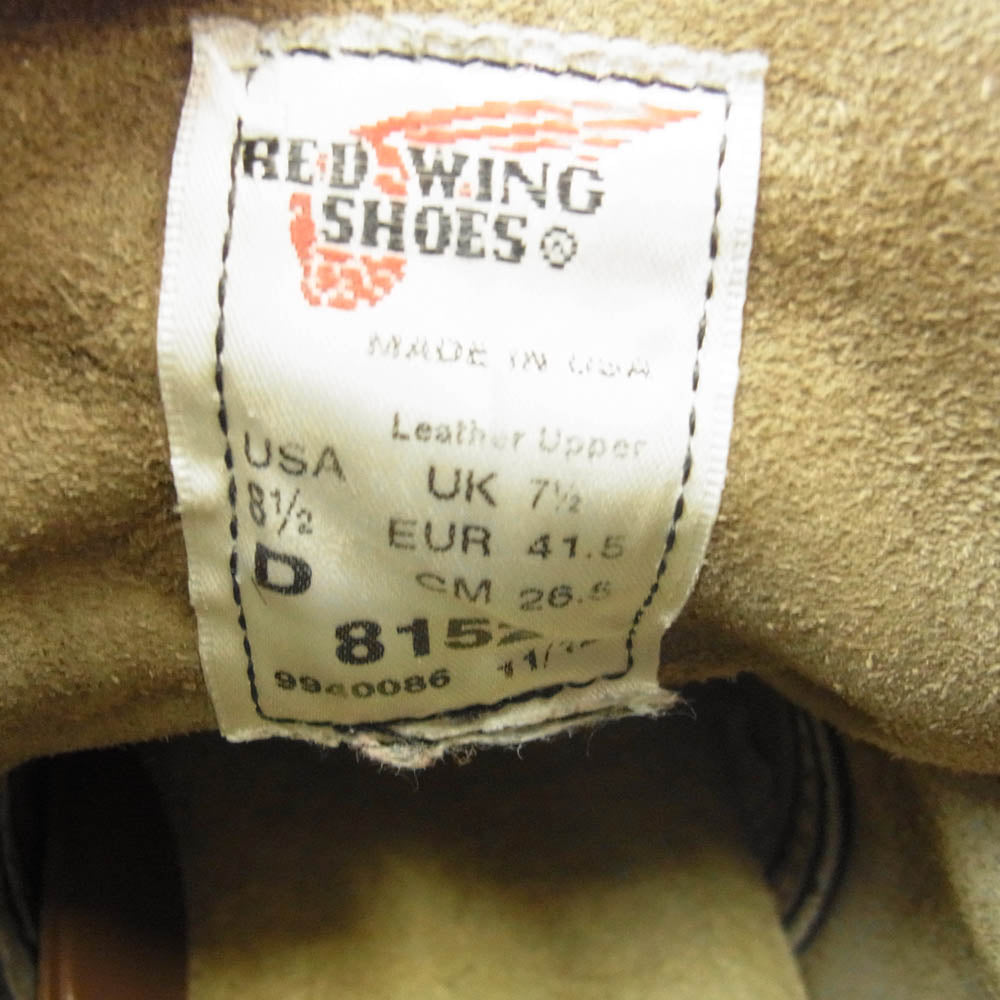 RED WING
SHOES ®
MADE IN USA
Leather Upper
USA
8½
D
UK 7½
EUR 41.5
CM 26.5
9940086